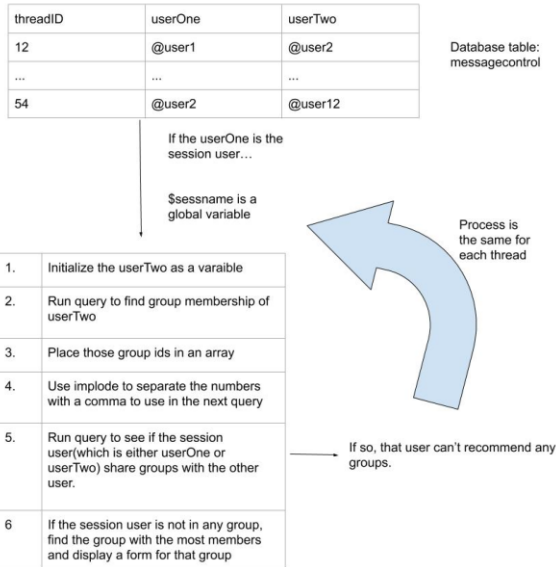 threadID userOne userTwo
12 @user1 @user2
... ... ...
54 @user2 @user12
Database table:
messagecontrol
If the userOne is the
session user…
$sessname is a
global variable
Process is
the same for
each thread
1. Initialize the userTwo as a varaible
2. Run query to find group membership of
userTwo
3. Place those group ids in an array
4. Use implode to separate the numbers
with a comma to use in the next query
5. Run query to see if the session
user(which is either userOne or
userTwo) share groups with the other
user.
If so, that user can't recommend any
groups.
6 If the session user is not in any group,
find the group with the most members
and display a form for that group